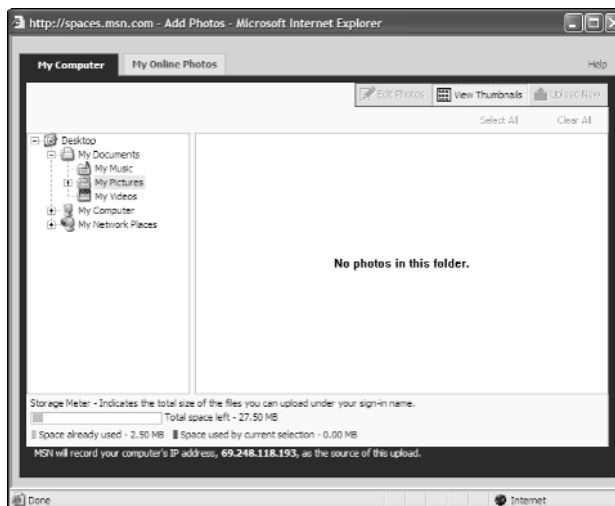 http://spaces.msn.com - Add Photos - Microsoft Internet Explorer
My Computer My Online Photos Help
Edit Photos View Thumbnails Upload Now
Select All Clear All
Desktop
My Documents
My Music
My Pictures
My Videos
My Computer
My Network Places
No photos in this folder.
Storage Meter - Indicates the total size of the files you can upload under your sign-in name.
Total space left - 27.50 MB
Space already used - 2.50 MB Space used by current selection - 0.00 MB
MSN will record your computer's IP address, 69.248.118.193, as the source of this upload.
Done Internet